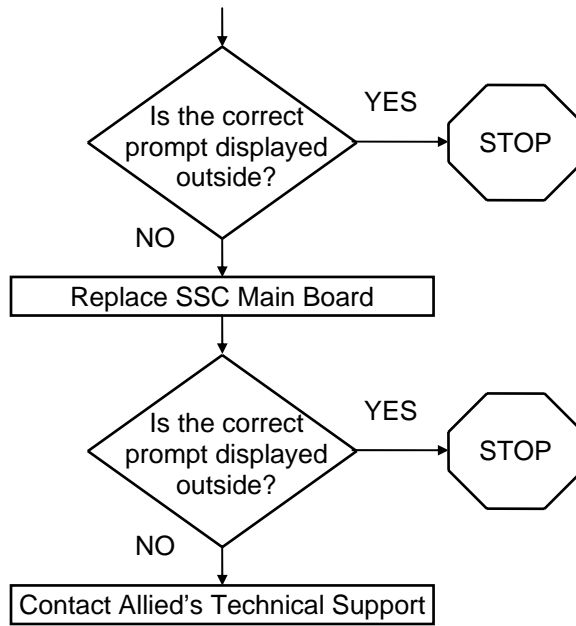 Is the correct
prompt displayed
outside?
YES
STOP
NO
Replace SSC Main Board
Is the correct
prompt displayed
outside?
YES
STOP
NO
Contact Allied's Technical Support